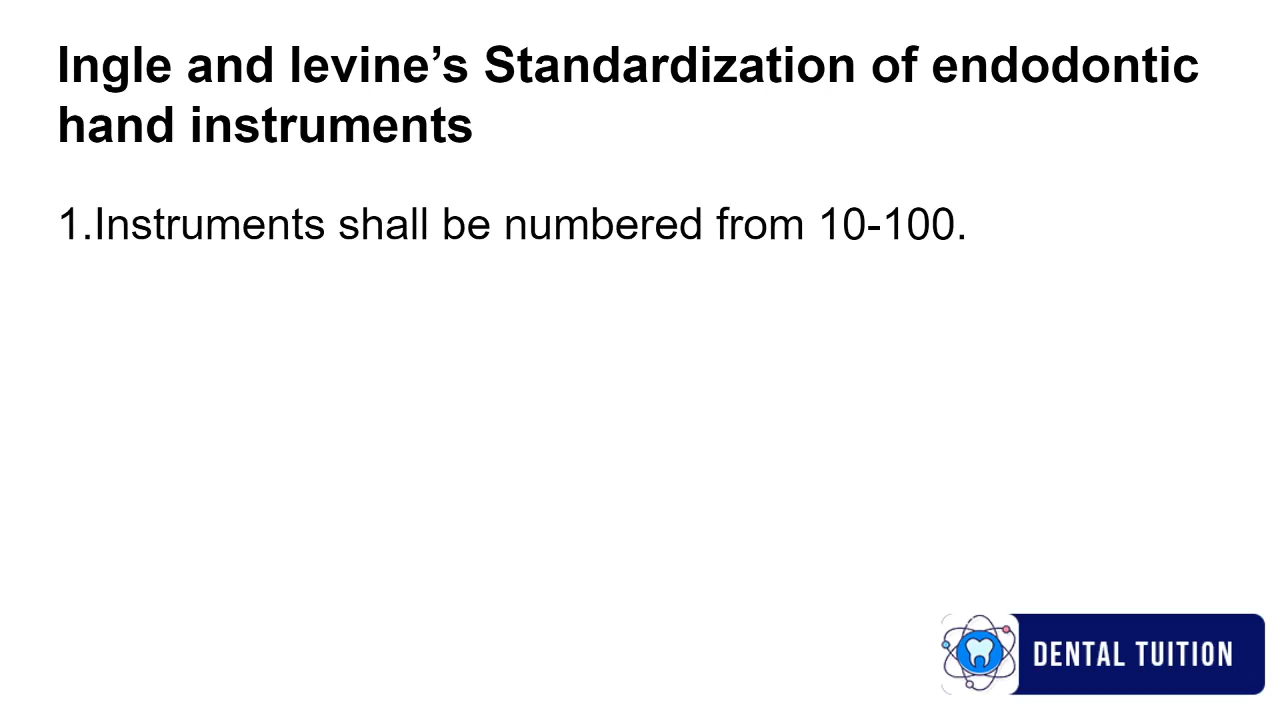 Ingle and levine’s Standardization of endodontic
hand instruments
1.Instruments shall be numbered from 10-100.
DENTAL TUITION